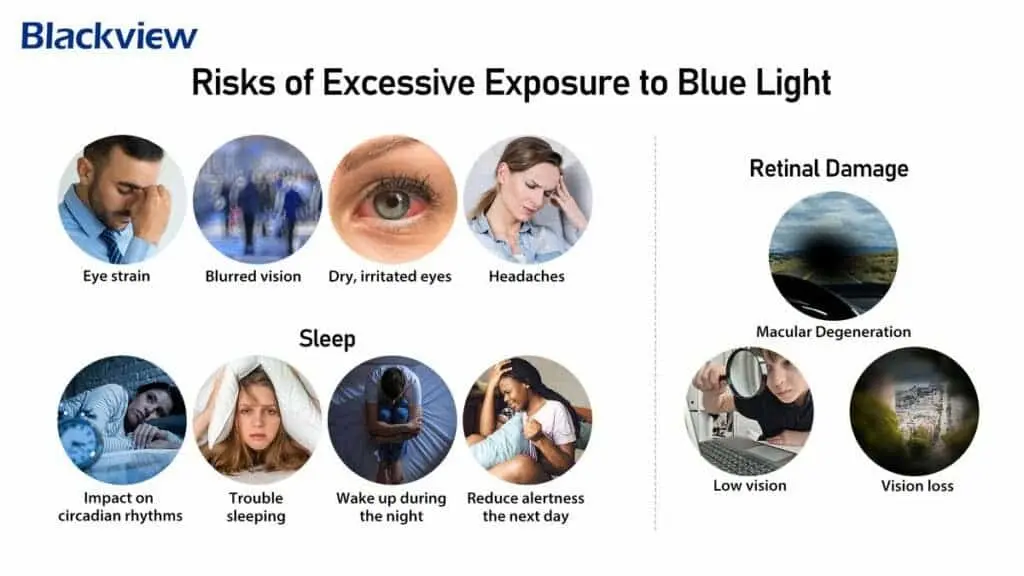 Blackview
Risks of Excessive Exposure to Blue Light
Eye strain
Blurred vision
Dry, irritated eyes
Headaches
Sleep
Impact on
circadian rhythms
Trouble
sleeping
Wake up during
the night
Reduce alertness
the next day
Retinal Damage
Macular Degeneration
Low vision
Vision loss